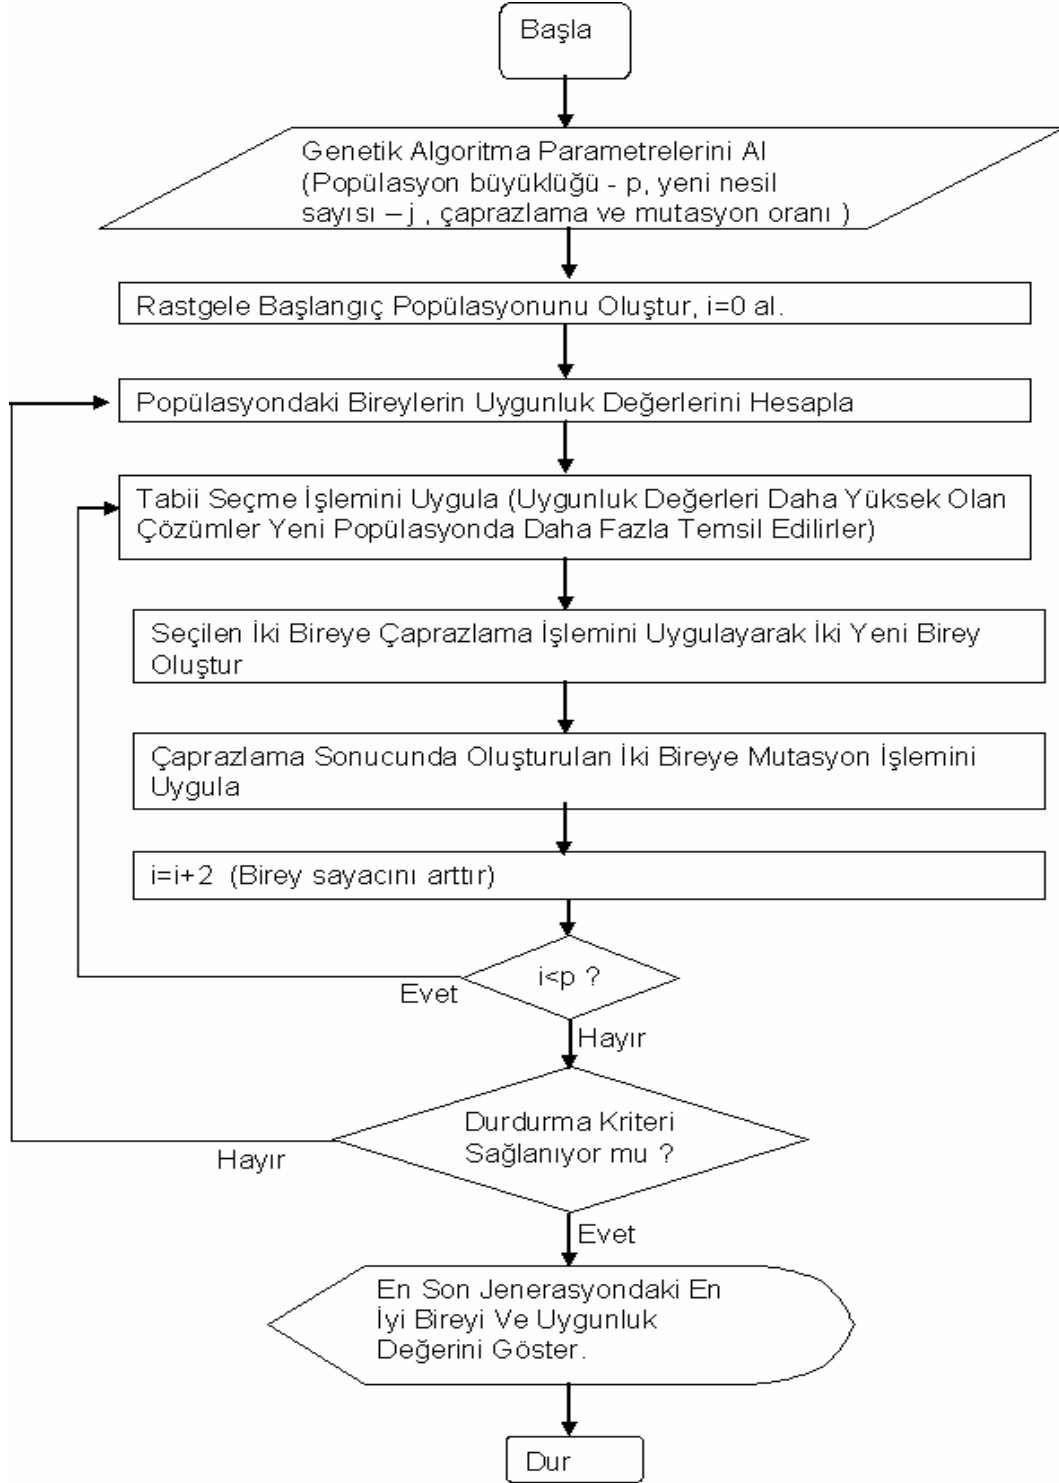 Başla
Genetik Algoritma Parametrelerini Al
(Popülasyon büyüklüğü - p, yeni nesil
sayısı – j , çaprazlama ve mutasyon oranı )
Rastgele Başlangıç Popülasyonunu Oluştur, i=0 al.
Popülasyondaki Bireylerin Uygunluk Değerlerini Hesapla
Tabii Seçme İşlemini Uygula (Uygunluk Değerleri Daha Yüksek Olan
Çözümler Yeni Popülasyonda Daha Fazla Temsil Edilirler)
Seçilen İki Bireye Çaprazlama İşlemini Uygulayarak İki Yeni Birey
Oluştur
Çaprazlama Sonucunda Oluşturulan İki Bireye Mutasyon İşlemini
Uygula
i=i+2 (Birey sayacını arttır)
i<p ?
Evet
Hayır
Durdurma Kriteri
Sağlanıyor mu ?
Hayır
Evet
En Son Jenerasyondaki En
İyi Bireyi Ve Uygunluk
Değerini Göster.
Dur